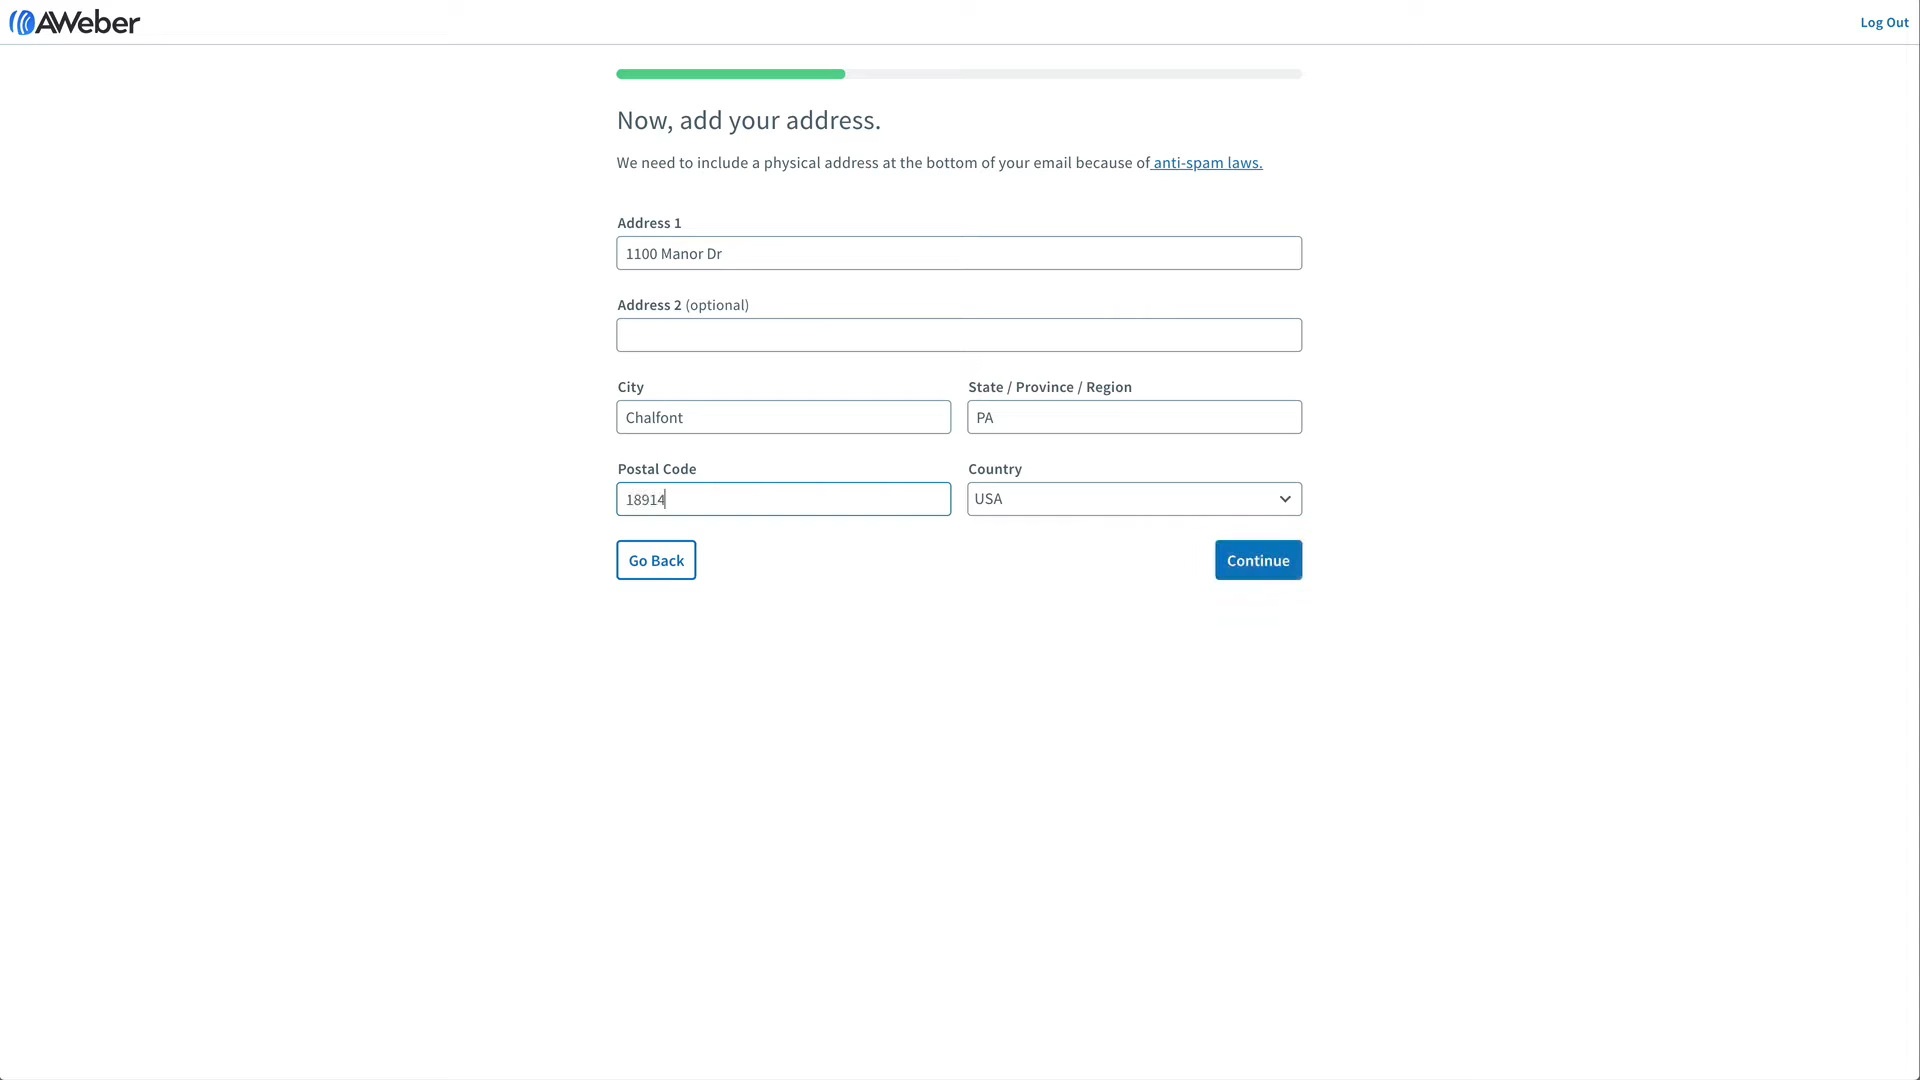 AWeber
Log Out
Now, add your address.
We need to include a physical address at the bottom of your email because of anti-spam laws.
Address 1
1100 Manor Dr
Address 2 (optional)
City
State / Province / Region
Chalfont
PA
Postal Code
Country
18914
USA
Go Back
Continue